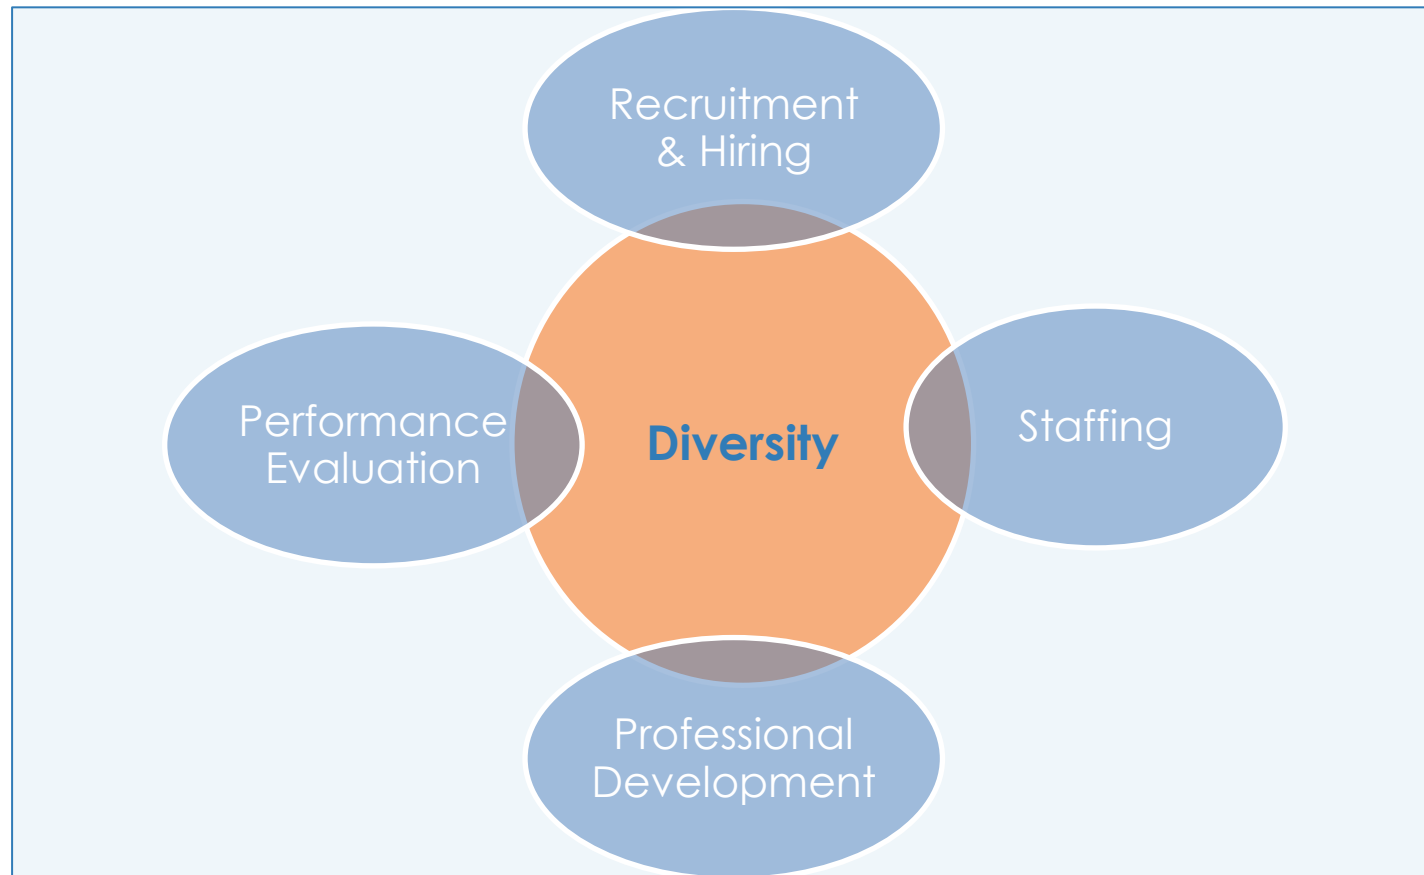 Recruitment
& Hiring
Performance
Evaluation
Diversity
Staffing
Professional
Development